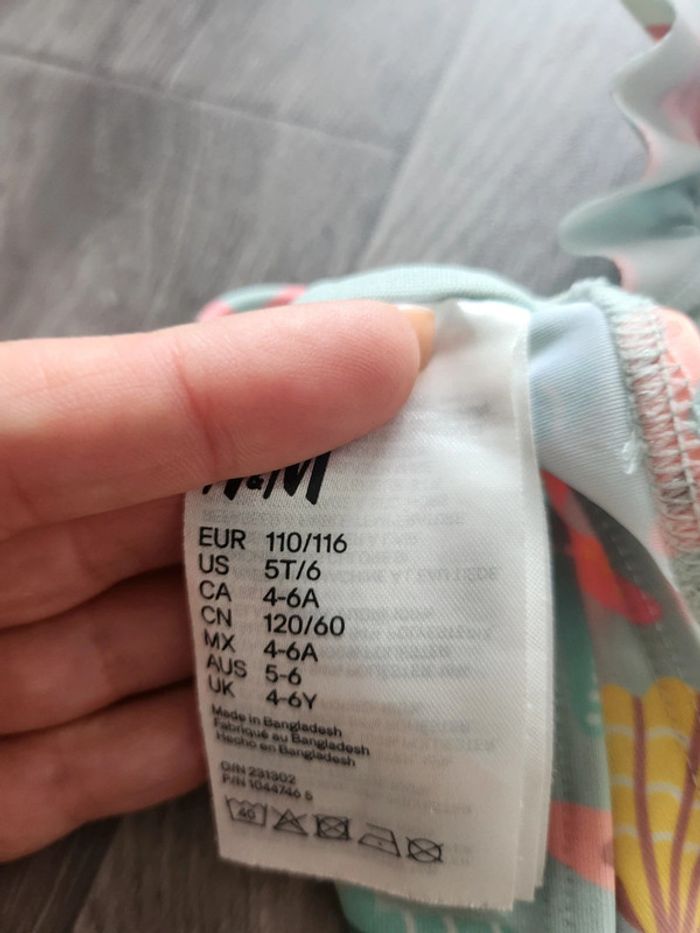 H&M
EUR 110/116
US 5T/6
CA 4-6A
CN 120/60
MX 4-6A
AUS 5-6
UK 4-6Y
Made in Bangladesh
Fabriqué au Bangladesh
Hecho en Bangladesh
O/N 231302
P/N 1044746 5
40